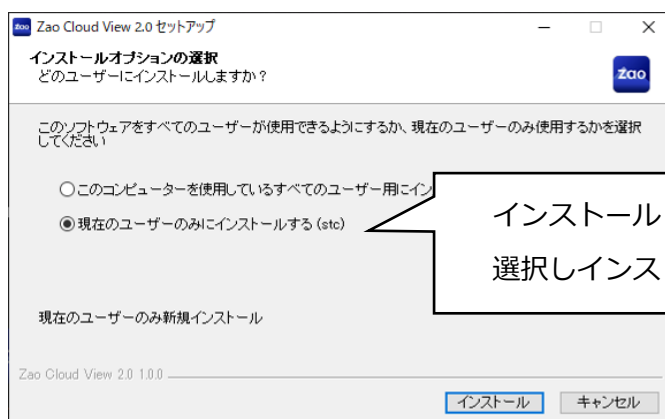 zao Zao Cloud View 2.0 セットアップ
インストールオプションの選択
どのユーザーにインストールしますか？
zao
このソフトウェアをすべてのユーザーが使用できるようにするか、現在のユーザーのみ使用するかを選択
してください
このコンピューターを使用しているすべてのユーザー用にイン
現在のユーザーのみにインストールする (stc)
インストール
選択しインス
現在のユーザーのみ新規インストール
Zao Cloud View 2.0 1.0.0
インストール キャンセル